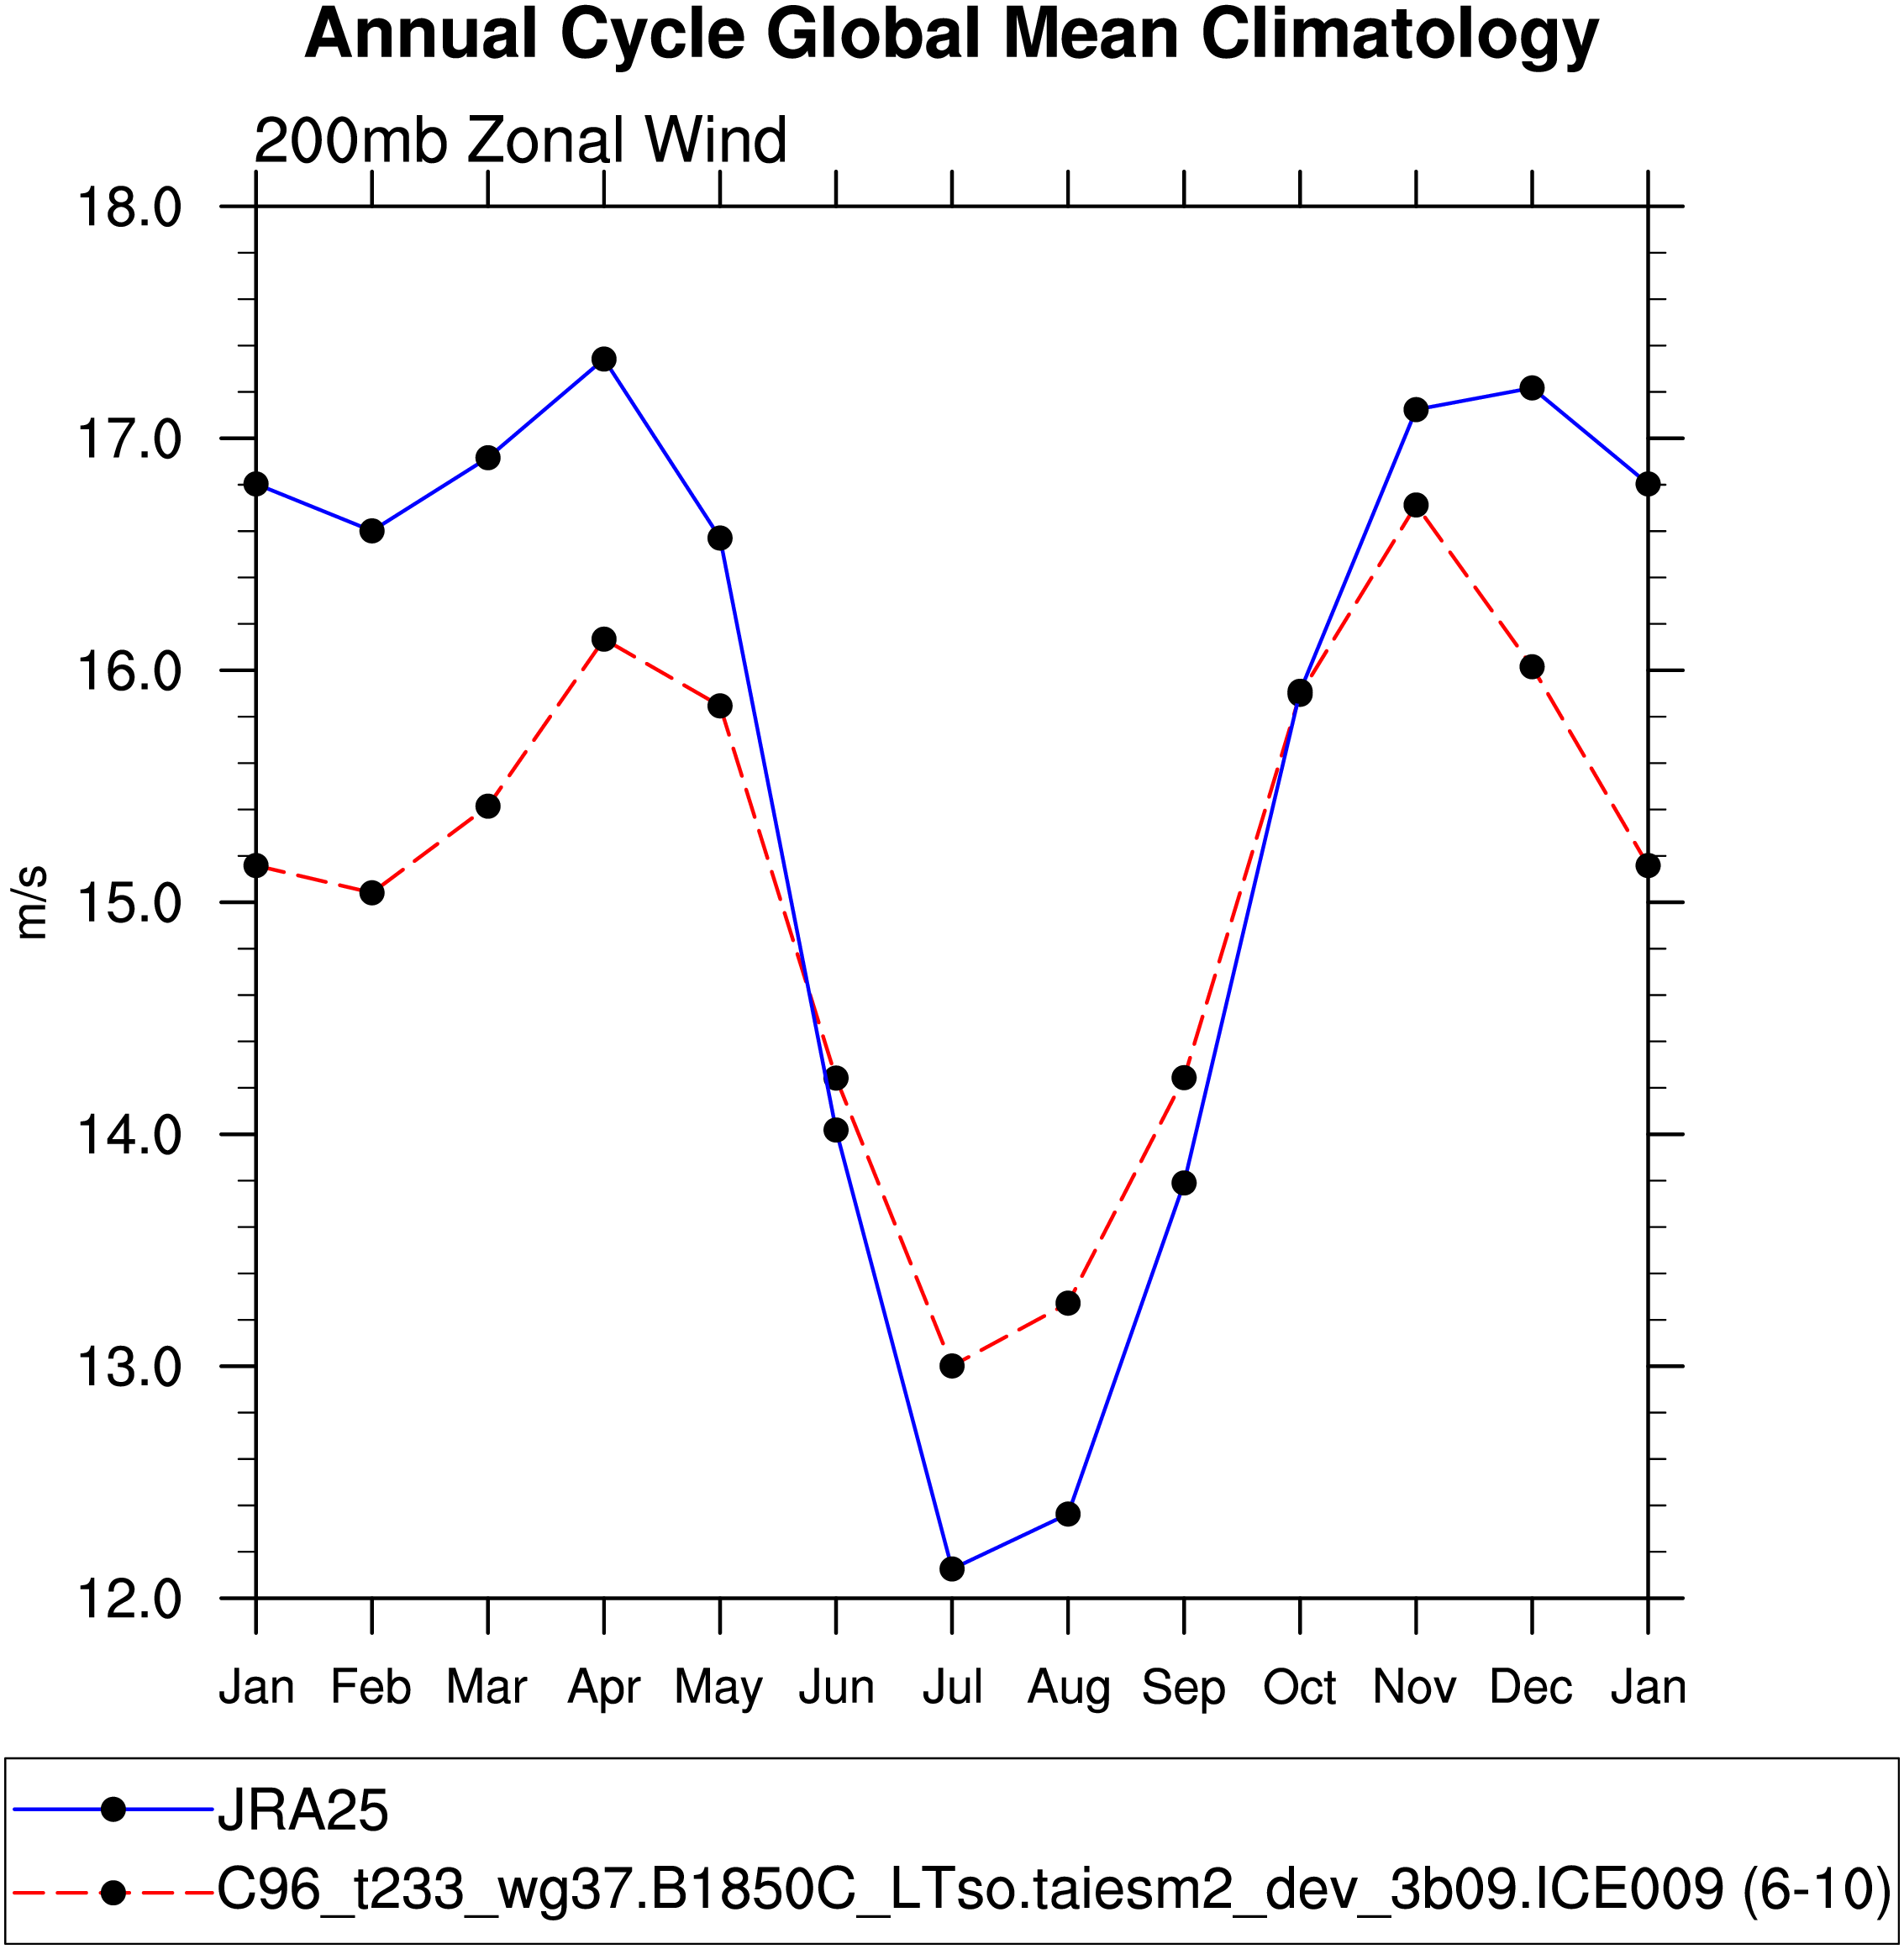 Annual Cycle Global Mean Climatology
200mb Zonal Wind
18.0
17.0
16.0
15.0
14.0
13.0
12.0
m/s
Jan Feb Mar Apr May Jun Jul Aug Sep Oct Nov Dec Jan
JRA25
C96_t233_wg37.B1850C_LTso.taiesm2_dev_3b09.ICE009 (6-10)